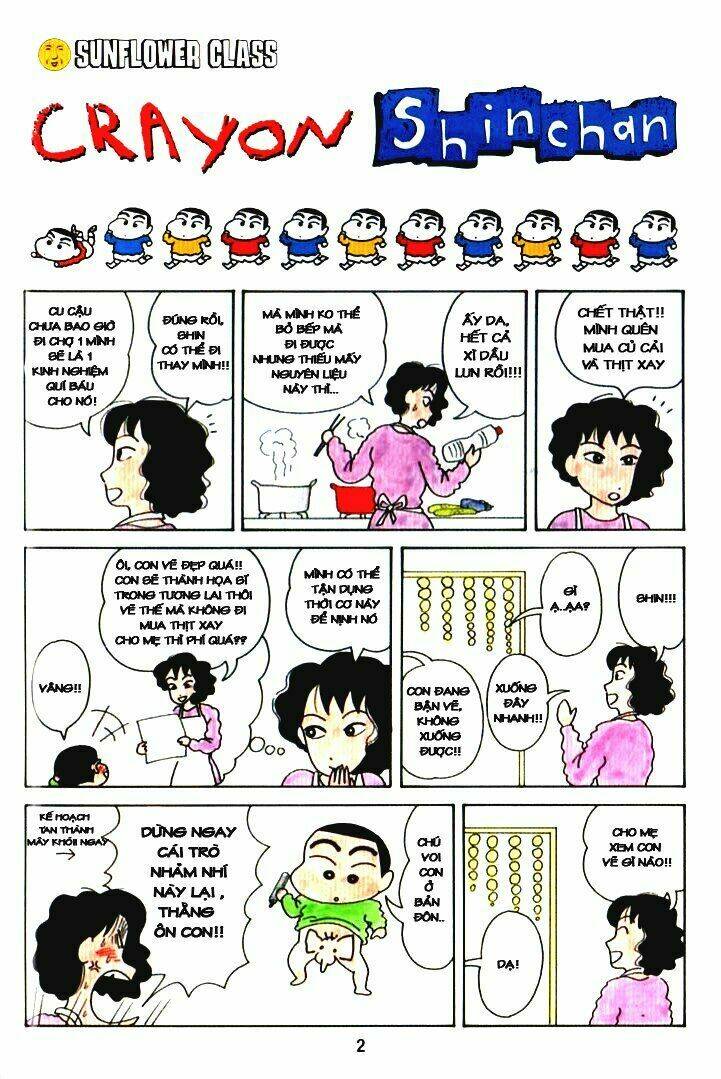 SUNFLOWER CLASS
CRAYON Shinchan
CHẾT THẬT!!
MÌNH QUÊN
MUA CỦ CẢI
VÀ THỊT XAY
ẤY DA,
HẾT CẢ
XÌ DẦU
LUN RỒI!!!
MÀ MÌNH KO THỂ
BỎ BẾP MÀ
ĐI ĐƯỢC
NHƯNG THIẾU MẤY
NGUYÊN LIỆU
NÀY THÌ...
ĐÚNG RỒI,
SHIN
CÓ THỂ ĐI
THAY MÌNH!!
CU CẬU
CHƯA BAO GIỜ
ĐI CHỢ 1 MÌNH
SẼ LÀ 1
KINH NGHIỆM
QUÍ BÁU
CHO NÓ!
SHIN!!!
GÌ
Ạ..ẠA?
XUỐNG
ĐÂY
NHANH!!
CON ĐANG
BẬN VẼ,
KHÔNG
XUỐNG
ĐƯỢC!!
MÌNH CÓ THỂ
TẬN DỤNG
THỜI CƠ NÀY
ĐỂ NỊNH NÓ
ÔI, CON VẼ ĐẸP QUÁ!!
CON SẼ THÀNH HỌA SĨ
TRONG TƯƠNG LAI THÔI
VẼ THẾ MÀ KHÔNG ĐI
MUA THỊT XAY
CHO MẸ THÌ PHÍ QUÁ??
VÂNG!!
CHO MẸ
XEM CON
VẼ GÌ NÀO!!
DẠ!
CHÚ
VOI
CON
Ở
BẢN
ĐÔN..
DỪNG NGAY
CÁI TRÒ
NHẢM NHÍ
NÀY LẠI ,
THẰNG
ÔN CON!!
KẾ HOẠCH
TAN THÀNH
MÂY KHÓI NGAY
2